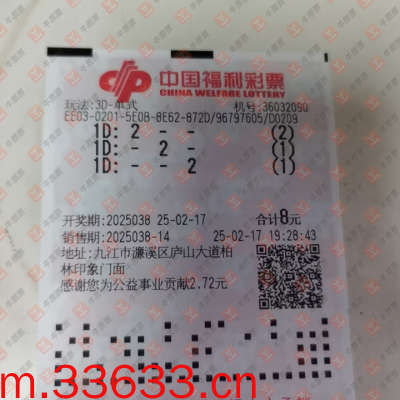 中国福利彩票
CHINA WELFARE LOTTERY
玩法:3D-单式 机号:36032090
EE03-0201-5E0B-8E62-872D/96797605/D0209
1D: 2 - - (2)
1D: - 2 - (1)
1D: - - 2 (1)
开奖期:2025038 25-02-17 合计8元
销售期:2025038-14 25-02-17 19:28:43
地址:九江市濂溪区庐山大道柏
林印象门面
感谢您为公益事业贡献2.72元
m.33633.cn